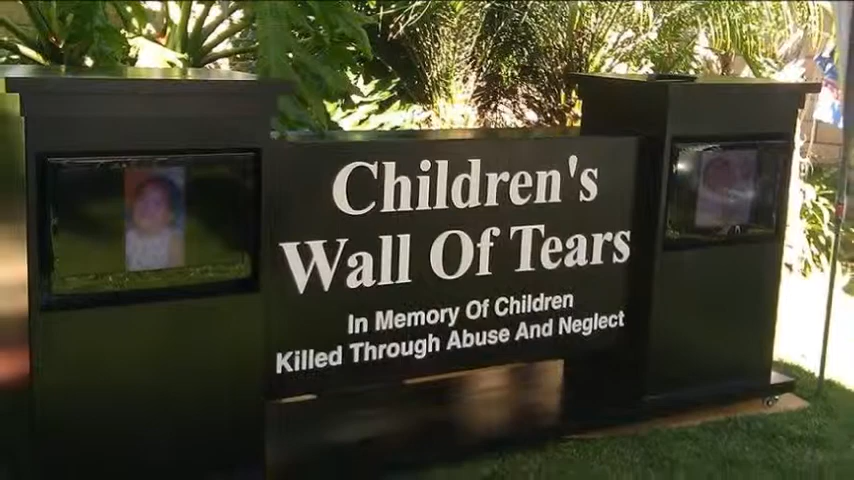 Children's
Wall Of Tears
In Memory Of Children
Killed Through Abuse And Neglect